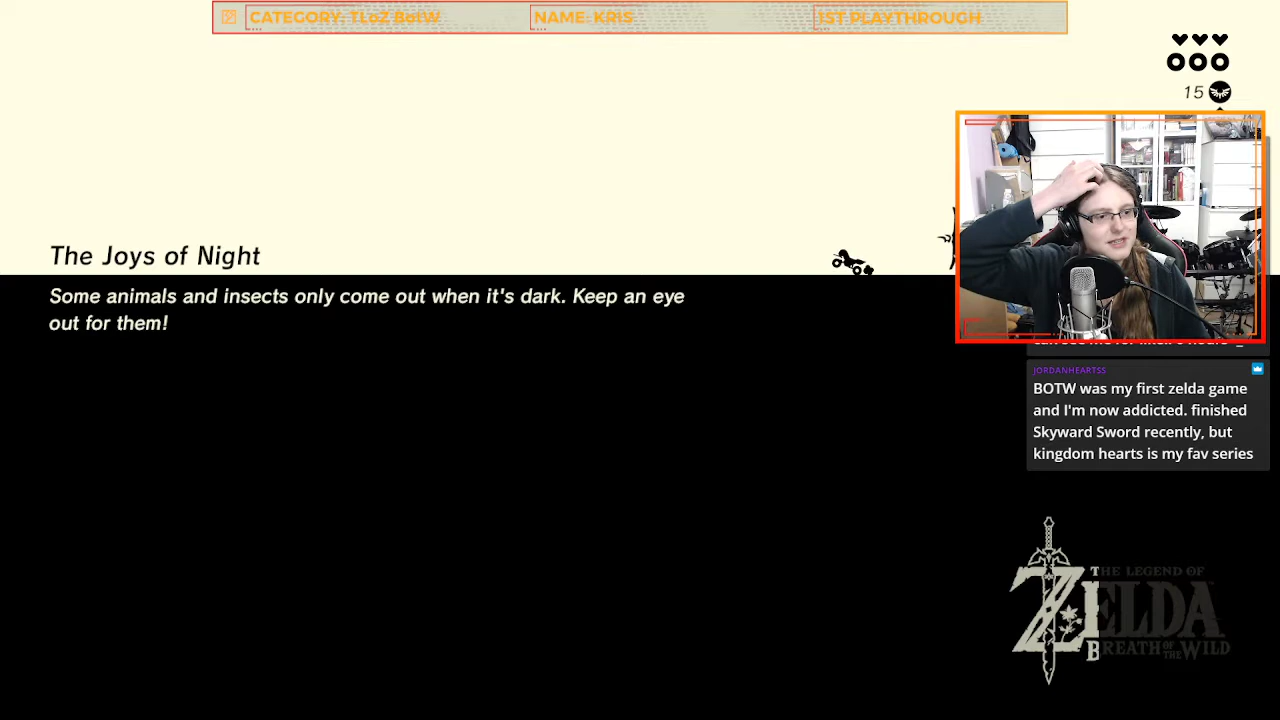 CATEGORY: TLoZ BotW
NAME: KRIS
1ST PLAYTHROUGH
15
The Joys of Night
Some animals and insects only come out when it's dark. Keep an eye
out for them!
JORDANHEARTSS
BOTW was my first zelda game
and I'm now addicted. finished
Skyward Sword recently, but
kingdom hearts is my fav series
THE LEGEND OF
ZELDA
BREATH OF THE WILD